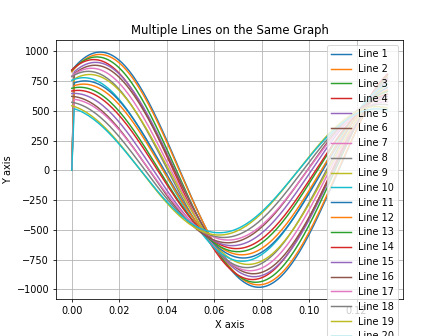 Multiple Lines on the Same Graph
Y axis
1000
750
500
250
0
−250
−500
−750
−1000
0.00
0.02
0.04
0.06
0.08
0.10
X axis
Line 1
Line 2
Line 3
Line 4
Line 5
Line 6
Line 7
Line 8
Line 9
Line 10
Line 11
Line 12
Line 13
Line 14
Line 15
Line 16
Line 17
Line 18
Line 19
Line 20